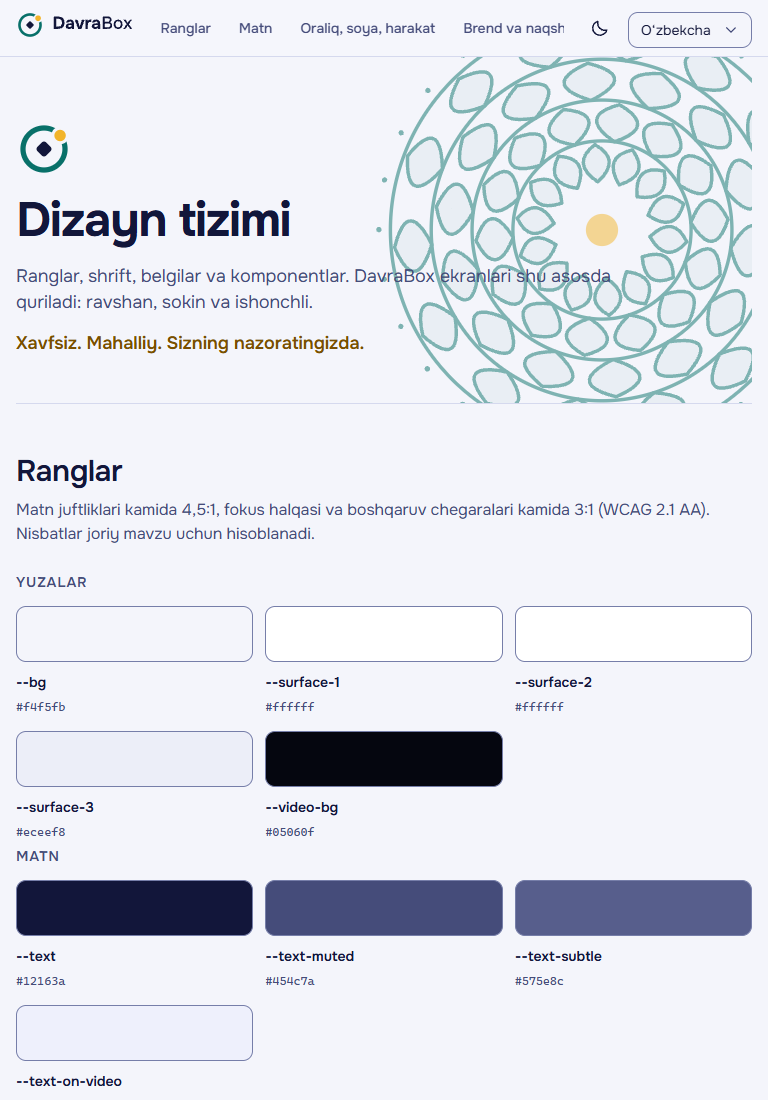 DavraBox
Ranglar
Matn
Oraliq, soya, harakat
Brend va naqsh
Oʻzbekcha
Dizayn tizimi
Ranglar, shrift, belgilar va komponentlar. DavraBox ekranlari shu asosda
quriladi: ravshan, sokin va ishonchli.
Xavfsiz. Mahalliy. Sizning nazoratingizda.
Ranglar
Matn juftliklari kamida 4,5:1, fokus halqasi va boshqaruv chegaralari kamida 3:1 (WCAG 2.1 AA).
Nisbatlar joriy mavzu uchun hisoblanadi.
YUZALAR
--bg
#f4f5fb
--surface-1
#ffffff
--surface-2
#ffffff
--surface-3
#eceef8
--video-bg
#05060f
MATN
--text
#12163a
--text-muted
#454c7a
--text-subtle
#575e8c
--text-on-video